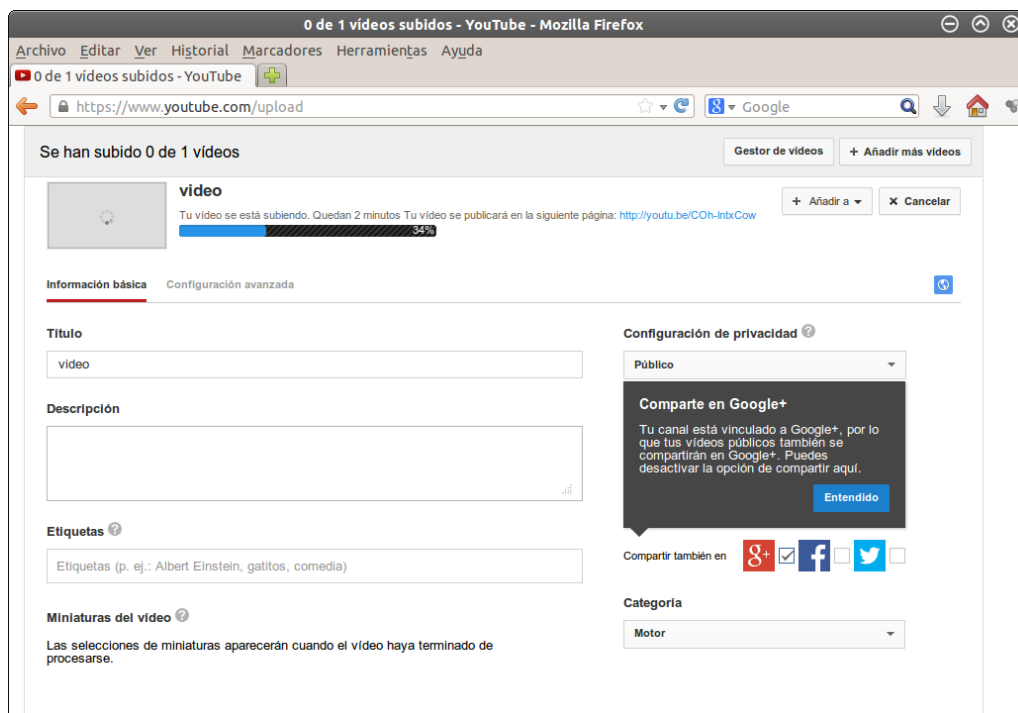 0 de 1 vídeos subidos - YouTube - Mozilla Firefox
Archivo Editar Ver Historial Marcadores Herramientas Ayuda
0 de 1 vídeos subidos - YouTube
https://www.youtube.com/upload
8 Google
Se han subido 0 de 1 vídeos
Gestor de vídeos
+ Añadir más vídeos
video
+ Añadir a
× Cancelar
Tu vídeo se está subiendo. Quedan 2 minutos Tu vídeo se publicará en la siguiente página: http://youtu.be/COh-IntxCow
34%
Información básica
Configuración avanzada
Título
video
Descripción
Etiquetas ?
Etiquetas (p. ej.: Albert Einstein, gatitos, comedia)
Miniaturas del vídeo ?
Las selecciones de miniaturas aparecerán cuando el vídeo haya terminado de
procesarse.
Configuración de privacidad ?
Público
Comparte en Google+
Tu canal está vinculado a Google+, por lo
que tus vídeos públicos también se
compartirán en Google+. Puedes
desactivar la opción de compartir aquí.
Entendido
Compartir también en
g+
f
Categoría
Motor